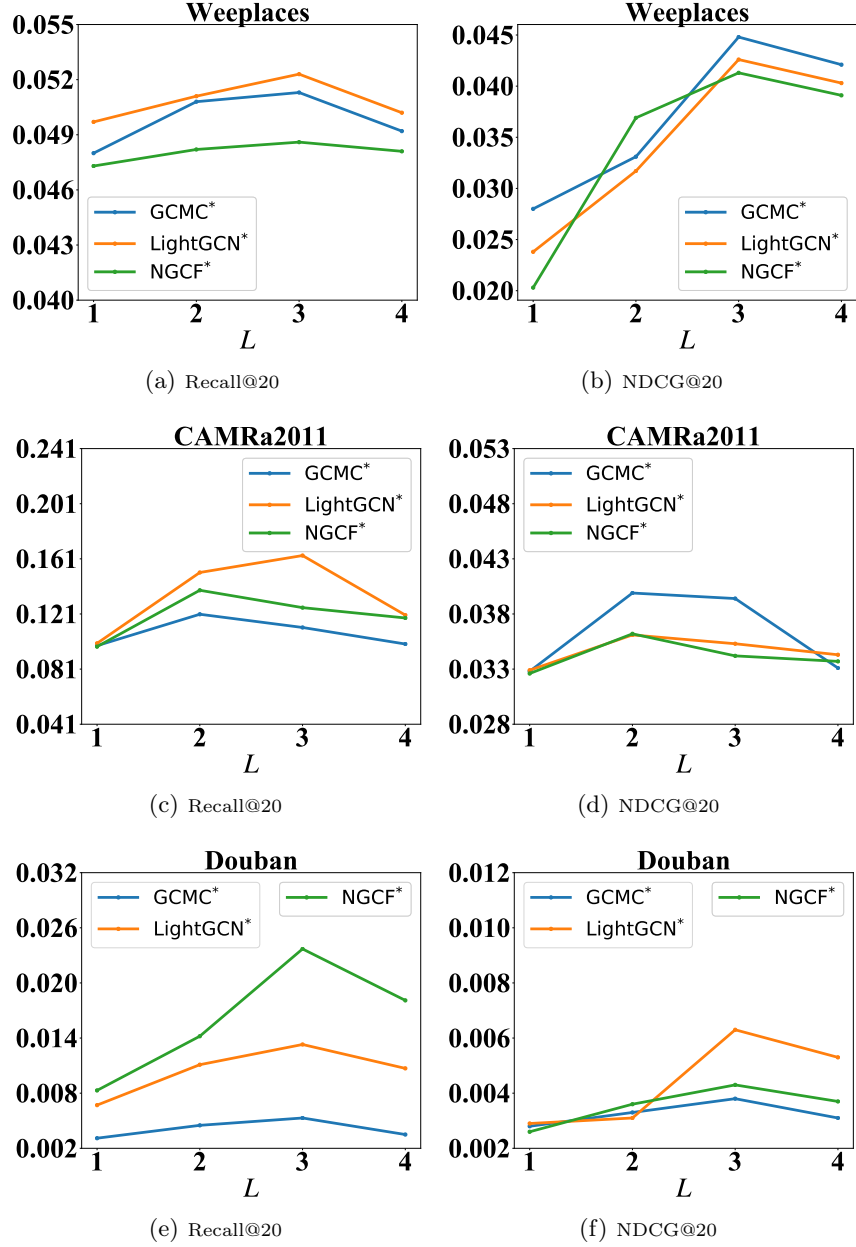 Weeplaces
0.055
0.052
0.049
0.046
0.043
0.040
GCMC*
LightGCN*
NGCF*
1 2 3 4
L
(a) Recall@20
Weeplaces
0.045
0.040
0.035
0.030
0.025
0.020
GCMC*
LightGCN*
NGCF*
1 2 3 4
L
(b) NDCG@20
CAMRa2011
0.241
0.201
0.161
0.121
0.081
0.041
GCMC*
LightGCN*
NGCF*
1 2 3 4
L
(c) Recall@20
CAMRa2011
0.053
0.048
0.043
0.038
0.033
0.028
GCMC*
LightGCN*
NGCF*
1 2 3 4
L
(d) NDCG@20
Douban
0.032
0.026
0.020
0.014
0.008
0.002
GCMC*
LightGCN*
NGCF*
1 2 3 4
L
(e) Recall@20
Douban
0.012
0.010
0.008
0.006
0.004
0.002
GCMC*
LightGCN*
NGCF*
1 2 3 4
L
(f) NDCG@20